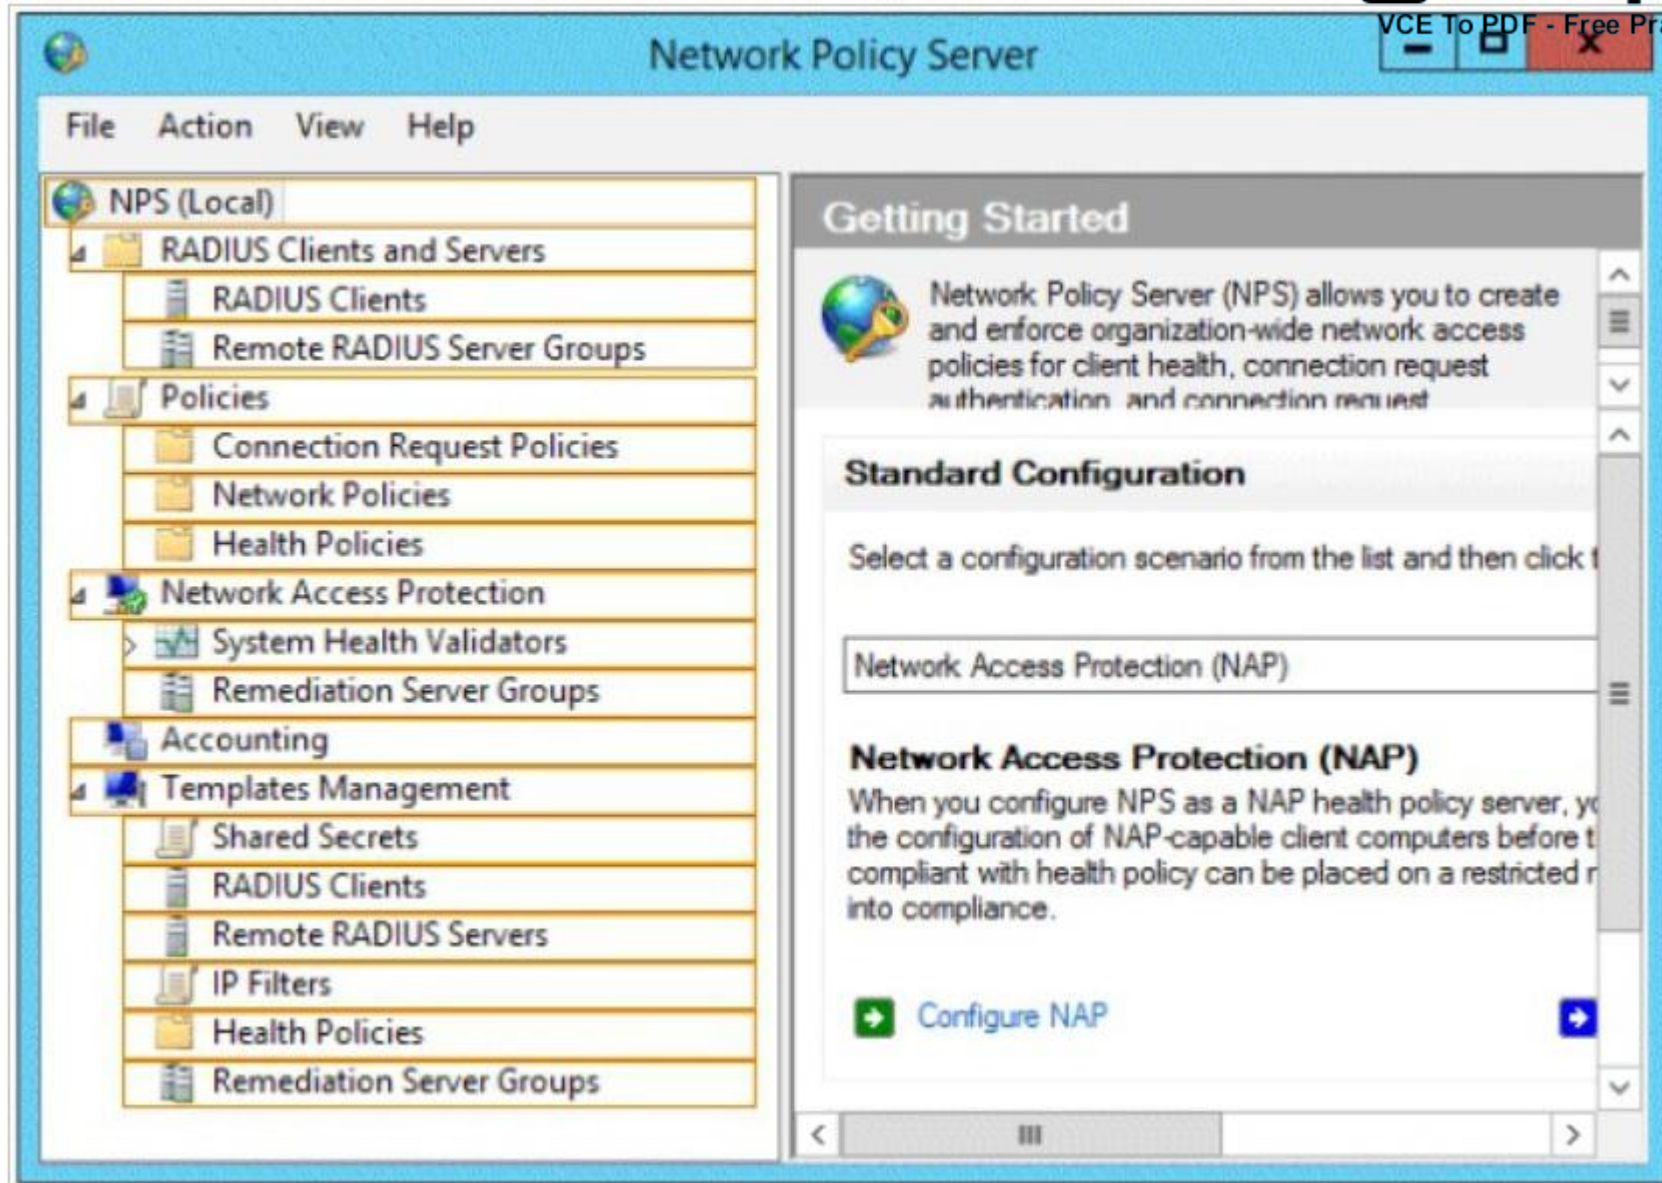 VCE To PDF - Free Pra
Network Policy Server
File Action View Help
NPS (Local)
RADIUS Clients and Servers
RADIUS Clients
Remote RADIUS Server Groups
Policies
Connection Request Policies
Network Policies
Health Policies
Network Access Protection
System Health Validators
Remediation Server Groups
Accounting
Templates Management
Shared Secrets
RADIUS Clients
Remote RADIUS Servers
IP Filters
Health Policies
Remediation Server Groups
Getting Started
Network Policy Server (NPS) allows you to create
and enforce organization-wide network access
policies for client health, connection request
authentication, and connection request
Standard Configuration
Select a configuration scenario from the list and then click
Network Access Protection (NAP)
Network Access Protection (NAP)
When you configure NPS as a NAP health policy server,
the configuration of NAP-capable client computers before
compliant with health policy can be placed on a restricted
into compliance.
Configure NAP